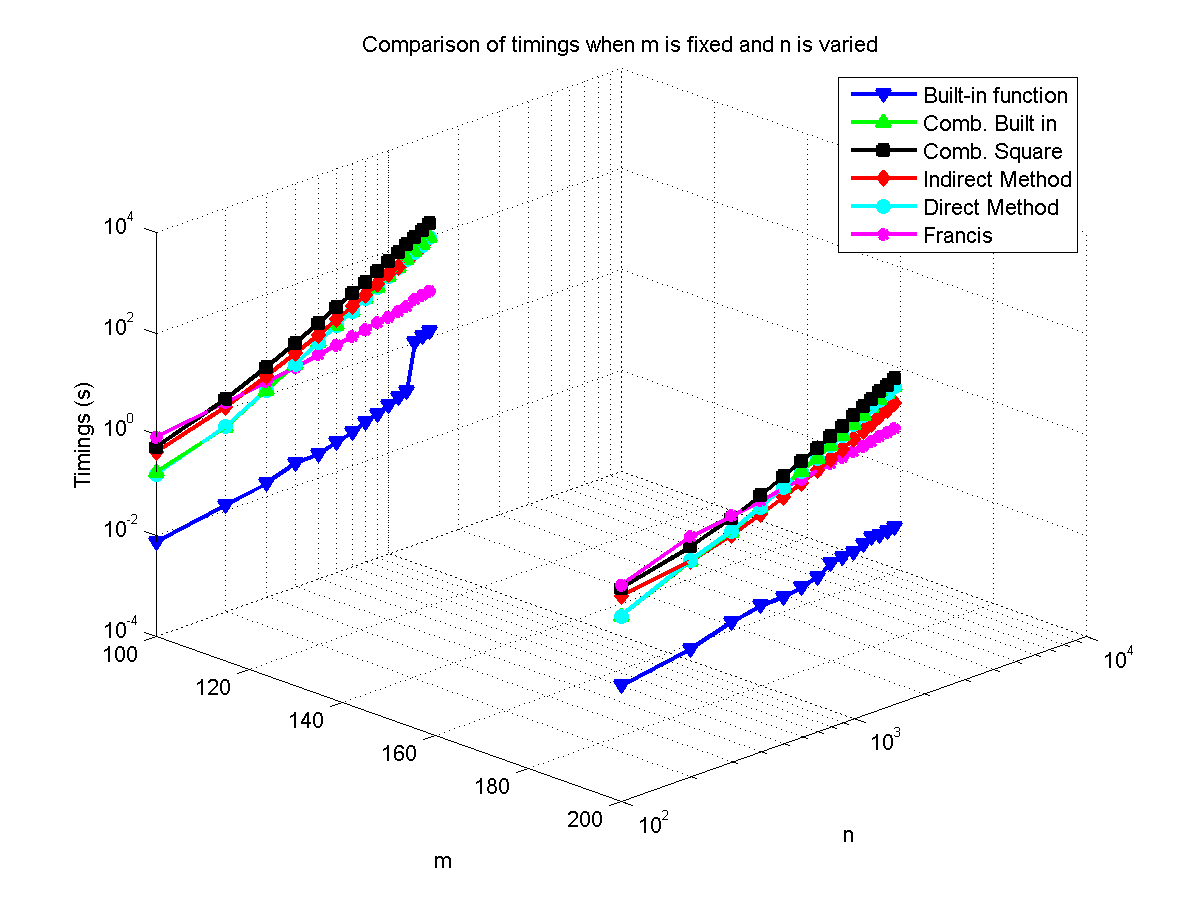 Comparison of timings when m is fixed and n is varied
Built-in function
Comb. Built in
Comb. Square
Indirect Method
Direct Method
Francis
Timings (s)
10^4
10^2
10^0
10^-2
10^-4
100
120
140
160
180
200
m
10^2
10^3
10^4
n